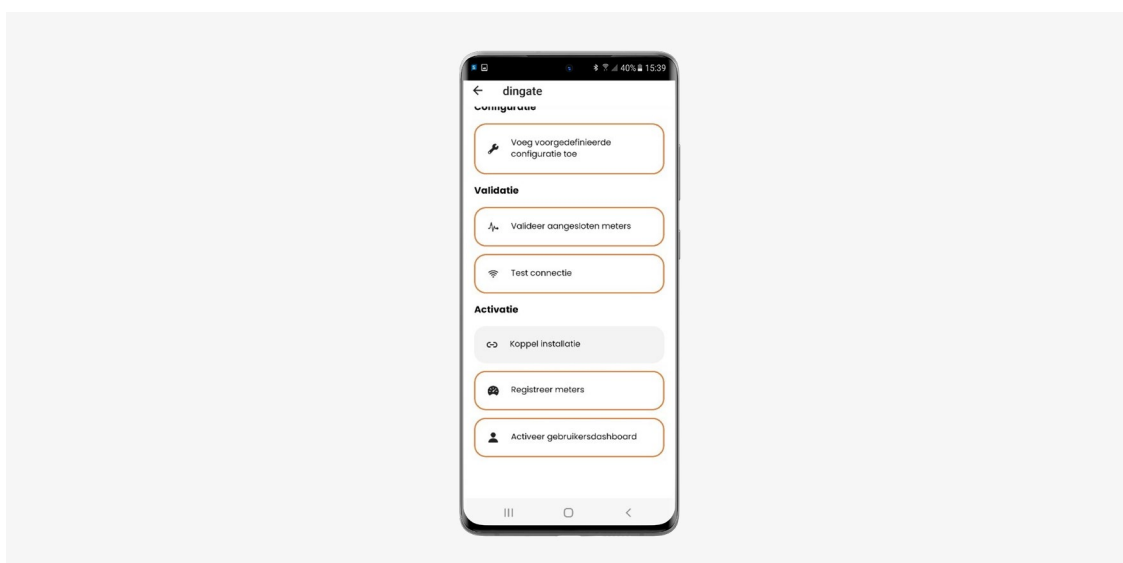 40% 15:39
dingate
Configuratie
Voeg voorgedefinieerde
configuratie toe
Validatie
Valideer aangesloten meters
Test connectie
Activatie
Koppel installatie
Registreer meters
Activeer gebruikersdashboard